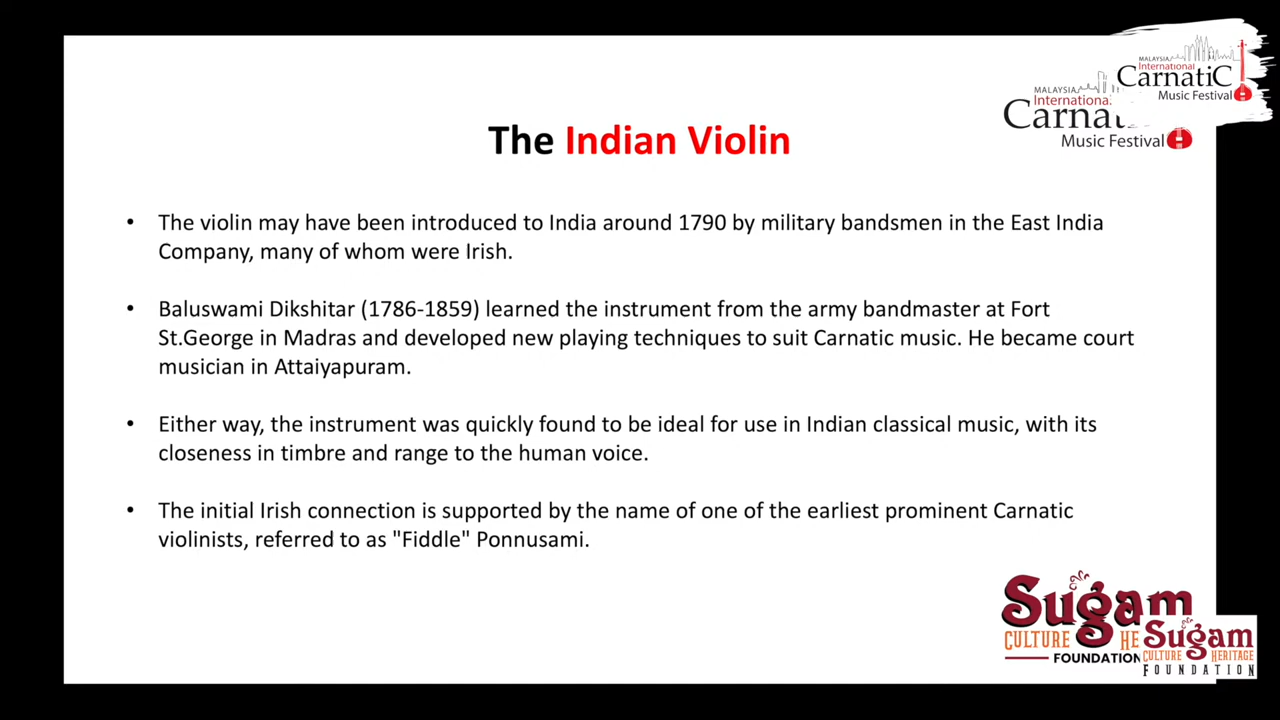 MALAYSIA
International
CarnatiC
Music Festival
MALAYSIA
International
Carnat
Music Festival
The Indian Violin
• The violin may have been introduced to India around 1790 by military bandsmen in the East India
Company, many of whom were Irish.
• Baluswami Dikshitar (1786-1859) learned the instrument from the army bandmaster at Fort
St.George in Madras and developed new playing techniques to suit Carnatic music. He became court
musician in Attaiyapuram.
• Either way, the instrument was quickly found to be ideal for use in Indian classical music, with its
closeness in timbre and range to the human voice.
• The initial Irish connection is supported by the name of one of the earliest prominent Carnatic
violinists, referred to as "Fiddle" Ponnusami.
Sugam
CULTURE HE
FOUNDATION
Sugam
CULTURE HERITAGE
FOUNDATION